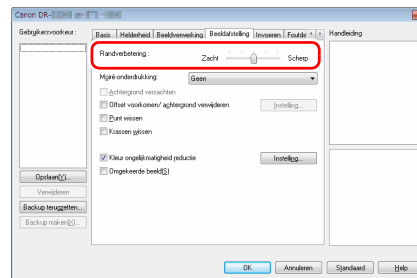 Canon DR-
Gebruikersvoorkeur:
Basis Helderheid Beeldverwerking Beeldafstelling Invoeren Foutde
Handleiding
Randverbetering:
Zacht Scherp
Moiré-onderdrukking: Geen
Achtergrond verzachten
Offset voorkomen/ achtergrond verwijderen Instelling...
Punt wissen
Krassen wissen
Kleur ongelijkmatigheid reductie Instelling...
Omgekeerde beeld(S)
Opslaan(Y)...
Verwijderen
Backup terugzetten...
Backup maken(X)...
OK Annuleren Standaard Help